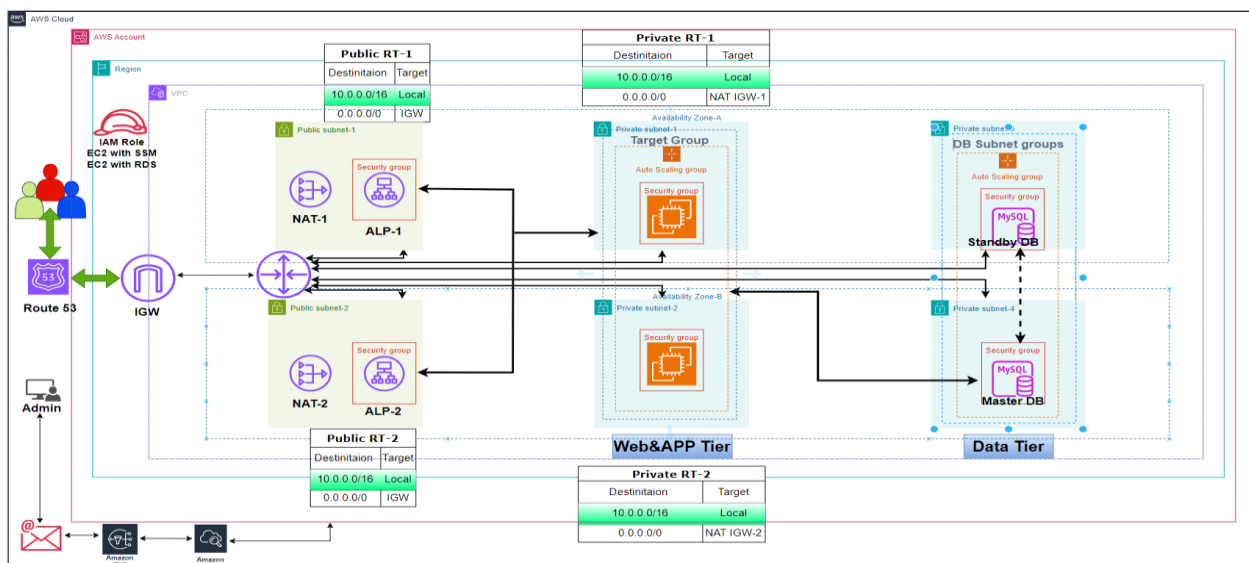 aws AWS Cloud
AWS Account
Region
VPC
Public RT-1
Destinitaion Target
10.0.0.0/16 Local
0.0.0.0/0 IGW
Private RT-1
Destinitaion Target
10.0.0.0/16 Local
0.0.0.0/0 NAT IGW-1
IAM Role
EC2 with SSM
EC2 with RDS
Availability Zone-A
Public subnet-1
Security group
NAT-1
ALP-1
Private subnet-1
Target Group
Auto Scaling group
Security group
Private subnet-
DB Subnet groups
Auto Scaling group
Security group
MySQL
Standby DB
53
Route 53
IGW
Availability Zone-B
Public subnet-2
Security group
NAT-2
ALP-2
Private subnet-2
Security group
Private subnet-4
Security group
MySQL
Master DB
Admin
Web&APP Tier
Data Tier
Public RT-2
Destinitaion Target
10.0.0.0/16 Local
0.0.0.0/0 IGW
Private RT-2
Destinitaion Target
10.0.0.0/16 Local
0.0.0.0/0 NAT IGW-2
@
Amazon
Amazon